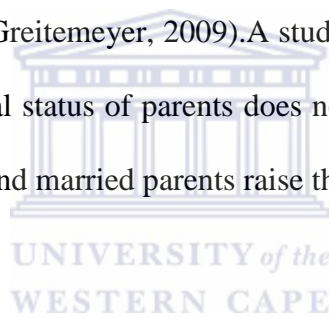 Greitemeyer, 2009).A stud
al status of parents does n
nd married parents raise th
UNIVERSITY of the
WESTERN CAPE